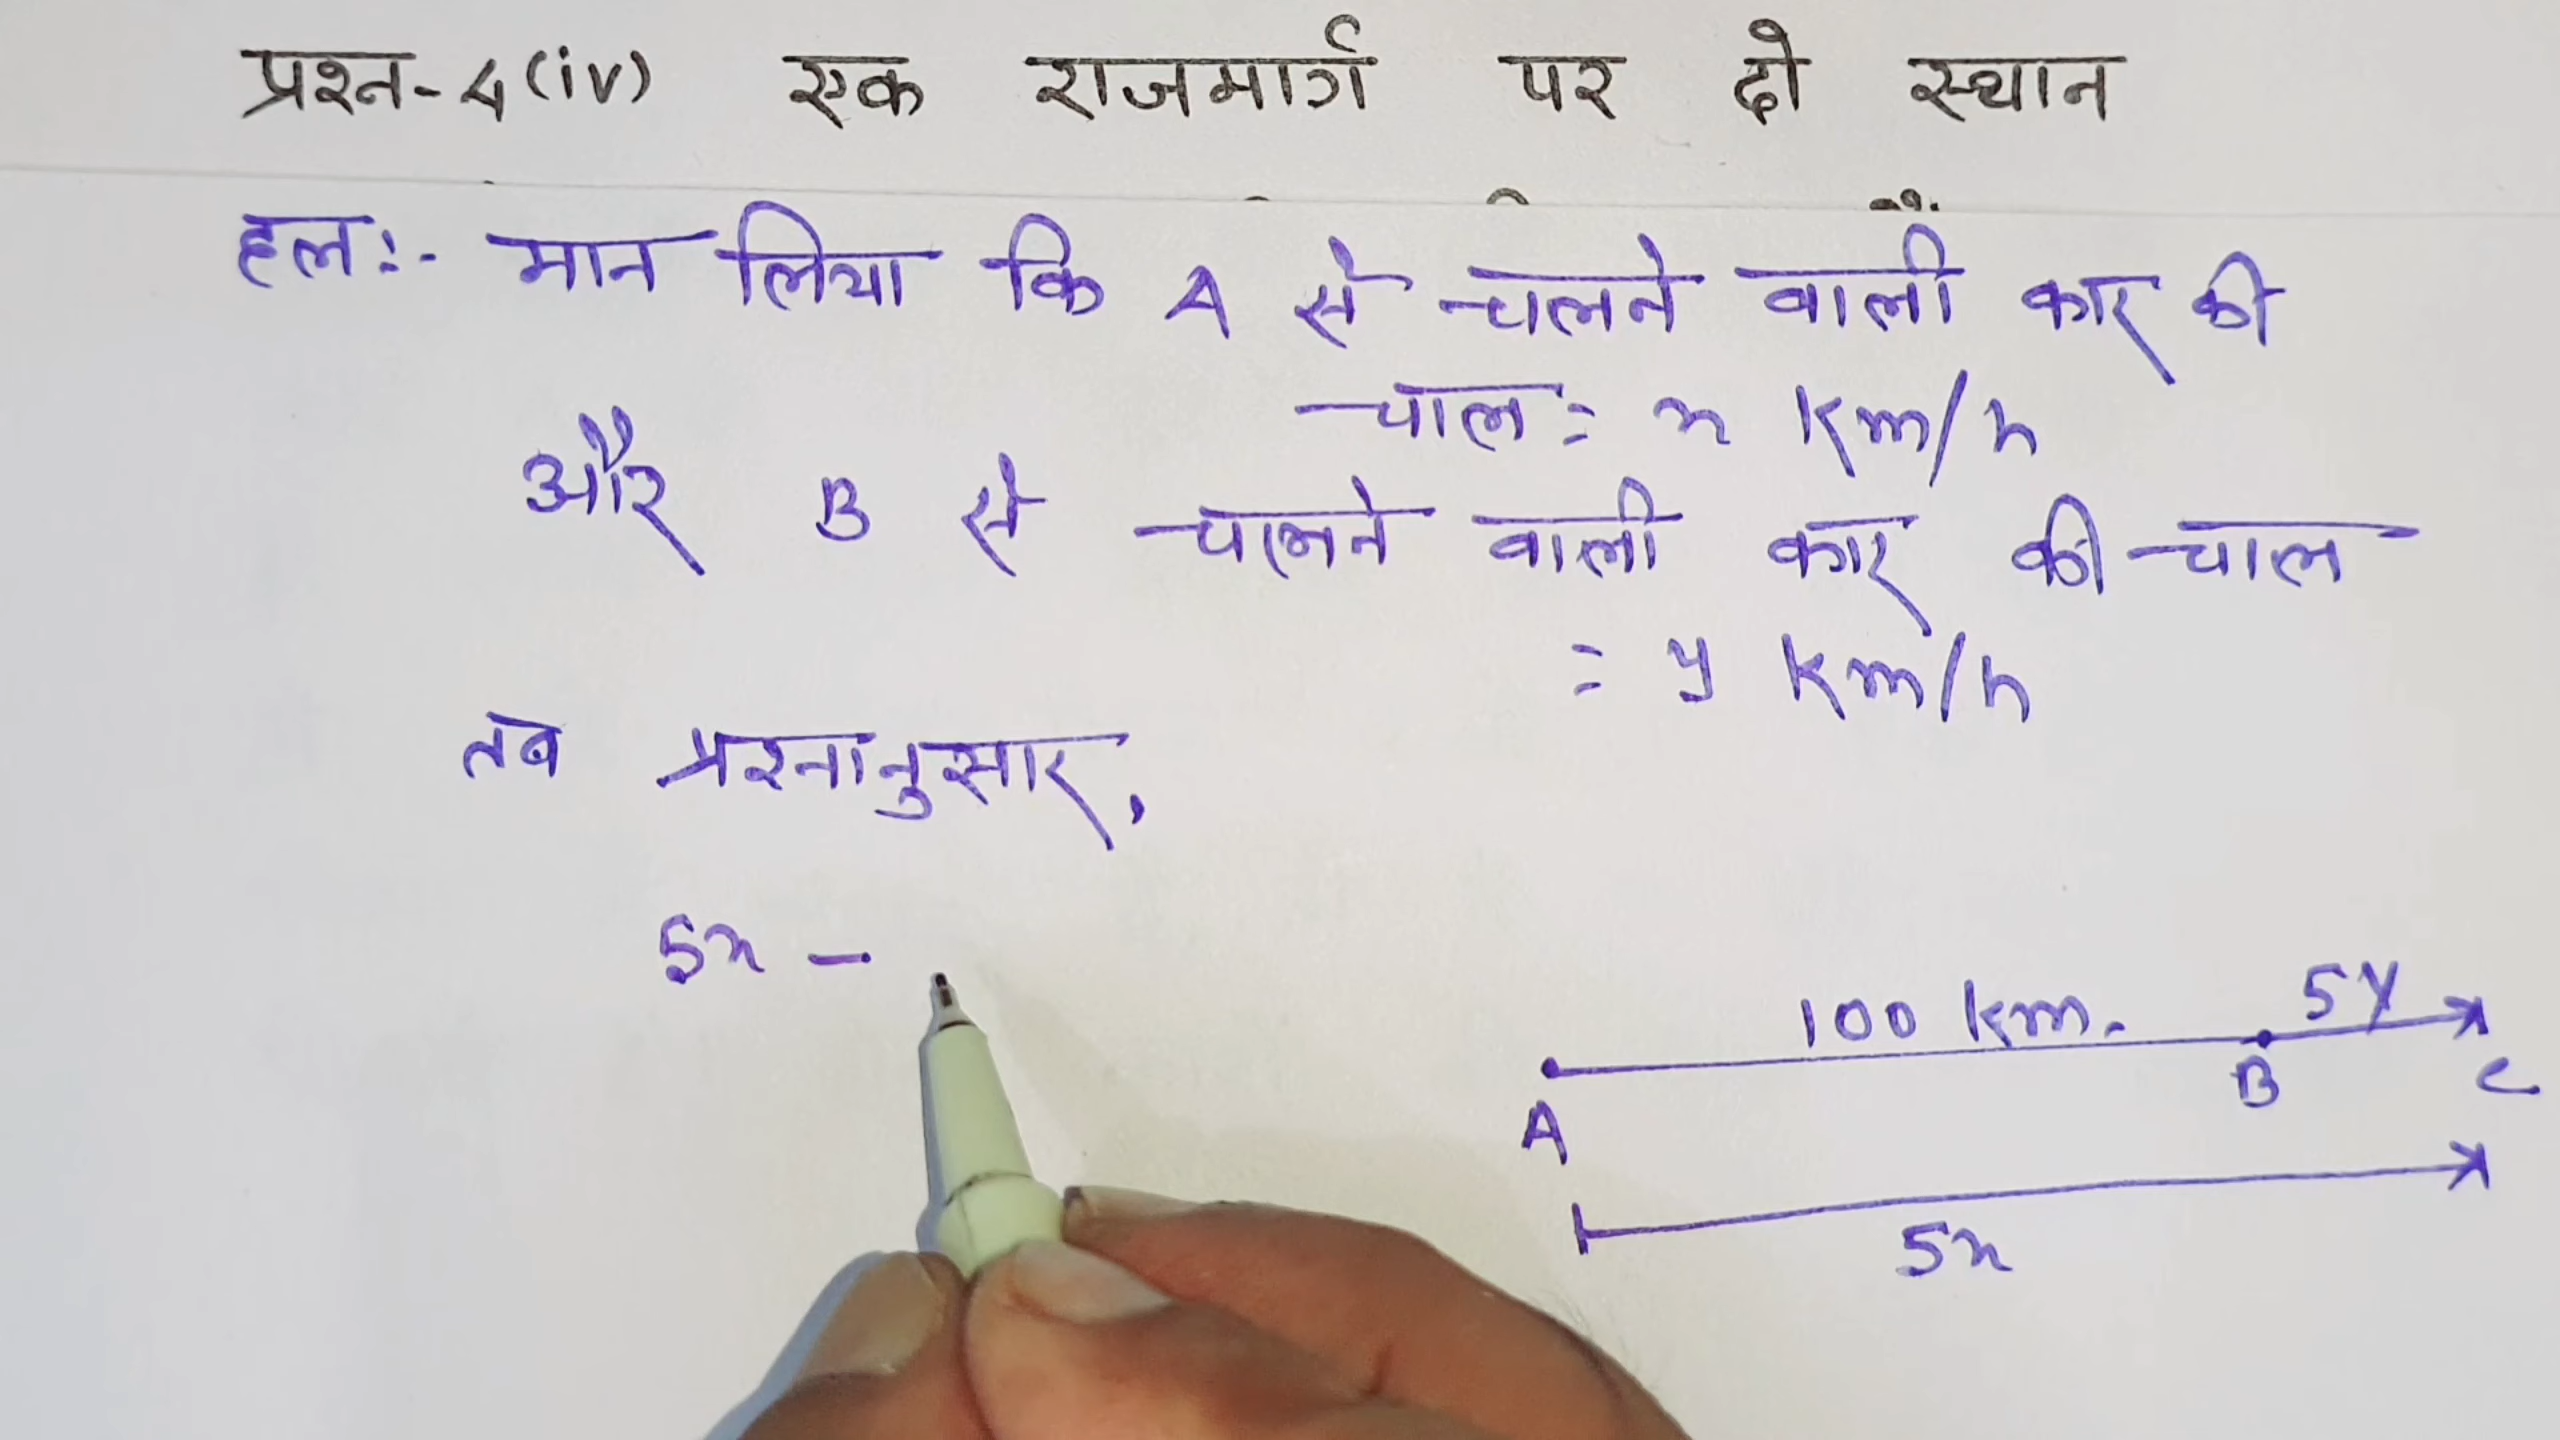 प्रश्न-4(iv) एक राजमार्ग पर दो स्थान
हल:- मान लिया कि A से चलने वाली कार की
चाल = x km/h
और B से चलने वाली कार की चाल
= y km/h
तब प्रश्नानुसार,
5x -
100 km. 5y
A B C
5x